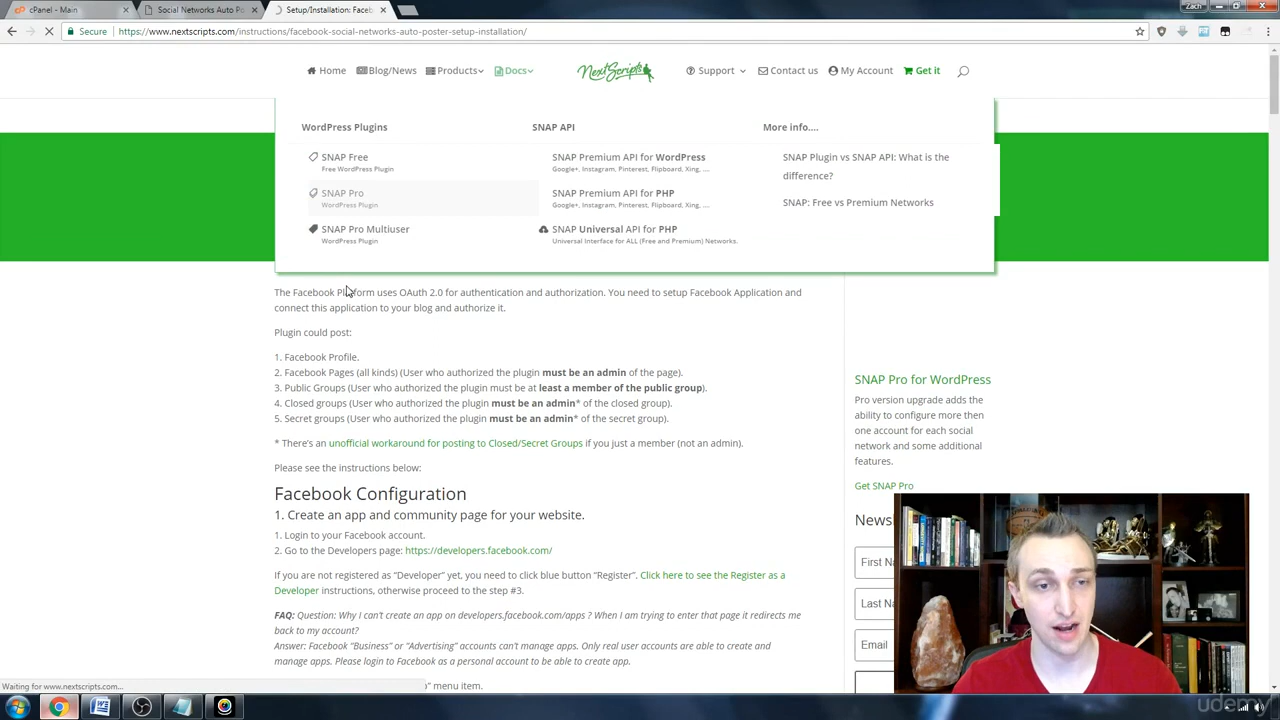 cPanel - Main
Social Networks Auto Po
Setup/Installation: Faceb
Zach
Secure
https://www.nextscripts.com/instructions/facebook-social-networks-auto-poster-setup-installation/
Home
Blog/News
Products
Docs
NextScripts
Support
Contact us
My Account
Get it
WordPress Plugins
SNAP API
More info....
SNAP Free
Free WordPress Plugin
SNAP Premium API for WordPress
Google+, Instagram, Pinterest, Flipboard, Xing, ....
SNAP Plugin vs SNAP API: What is the
difference?
SNAP Pro
WordPress Plugin
SNAP Premium API for PHP
Google+, Instagram, Pinterest, Flipboard, Xing, ....
SNAP: Free vs Premium Networks
SNAP Pro Multiuser
WordPress Plugin
SNAP Universal API for PHP
Universal Interface for ALL (Free and Premium) Networks.
The Facebook Platform uses OAuth 2.0 for authentication and authorization. You need to setup Facebook Application and
connect this application to your blog and authorize it.
Plugin could post:
1. Facebook Profile.
2. Facebook Pages (all kinds) (User who authorized the plugin must be an admin of the page).
3. Public Groups (User who authorized the plugin must be at least a member of the public group).
4. Closed groups (User who authorized the plugin must be an admin* of the closed group).
5. Secret groups (User who authorized the plugin must be an admin* of the secret group).
* There's an unofficial workaround for posting to Closed/Secret Groups if you just a member (not an admin).
Please see the instructions below:
Facebook Configuration
1. Create an app and community page for your website.
1. Login to your Facebook account.
2. Go to the Developers page: https://developers.facebook.com/
If you are not registered as “Developer” yet, you need to click blue button “Register”. Click here to see the Register as a
Developer instructions, otherwise proceed to the step #3.
FAQ: Question: Why I can't create an app on developers.facebook.com/apps ? When I am trying to enter that page it redirects me
back to my account?
Answer: Facebook “Business” or “Advertising” accounts can't manage apps. Only real user accounts are able to create and
manage apps. Please login to Facebook as a personal account to be able to create app.
” menu item.
SNAP Pro for WordPress
Pro version upgrade adds the
ability to configure more then
one account for each social
network and some additional
features.
Get SNAP Pro
News
First Na
Last Na
Email
Waiting for www.nextscripts.com...
udemy